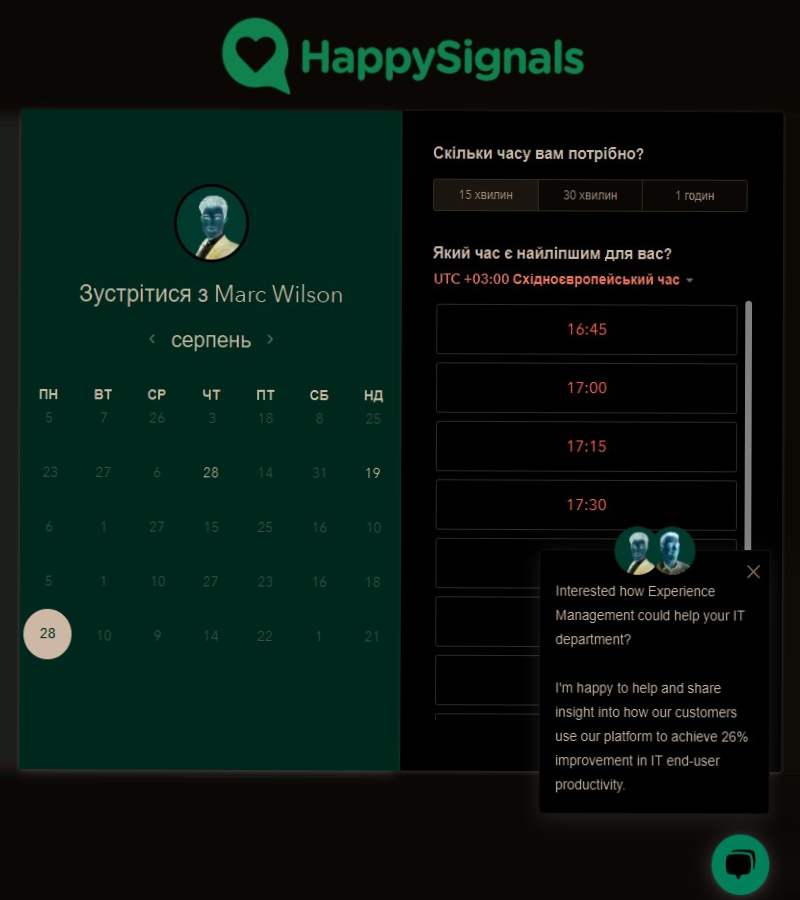 HappySignals
Зустрітися з Marc Wilson
серпень
ПН ВТ СР ЧТ ПТ СБ НД
5 7 26 3 18 8 25
23 27 6 28 14 31 19
6 1 27 15 25 16 10
5 1 10 27 23 16 18
28 10 9 14 22 1 21
Скільки часу вам потрібно?
15 хвилин 30 хвилин 1 годин
Який час є найліпшим для вас?
UTC +03:00 Східноєвропейський час
16:45
17:00
17:15
17:30
Interested how Experience
Management could help your IT
department?
I'm happy to help and share
insight into how our customers
use our platform to achieve 26%
improvement in IT end-user
productivity.